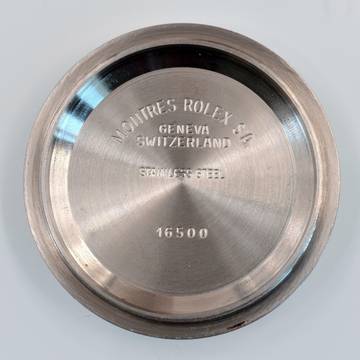 MONTRES ROLEX S.A
GENEVA
SWITZERLAND
STAINLESS STEEL
16500